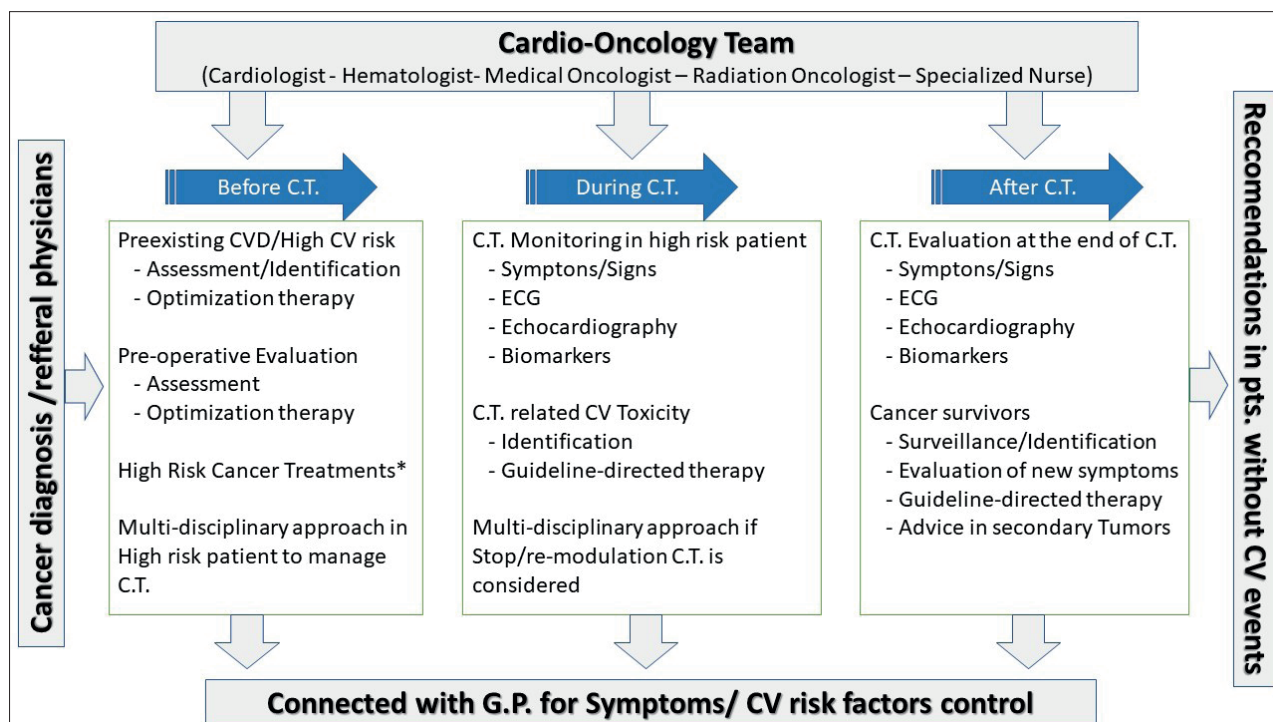 Cardio-Oncology Team
(Cardiologist - Hematologist- Medical Oncologist – Radiation Oncologist – Specialized Nurse)
Cancer diagnosis /refferal physicians
Before C.T.
Preexisting CVD/High CV risk
- Assessment/Identification
- Optimization therapy
Pre-operative Evaluation
- Assessment
- Optimization therapy
High Risk Cancer Treatments*
Multi-disciplinary approach in
High risk patient to manage
C.T.
During C.T.
C.T. Monitoring in high risk patient
- Symptons/Signs
- ECG
- Echocardiography
- Biomarkers
C.T. related CV Toxicity
- Identification
- Guideline-directed therapy
Multi-disciplinary approach if
Stop/re-modulation C.T. is
considered
After C.T.
C.T. Evaluation at the end of C.T.
- Symptons/Signs
- ECG
- Echocardiography
- Biomarkers
Cancer survivors
- Surveillance/Identification
- Evaluation of new symptoms
- Guideline-directed therapy
- Advice in secondary Tumors
Reccomendations in pts. without CV events
Connected with G.P. for Symptoms/ CV risk factors control